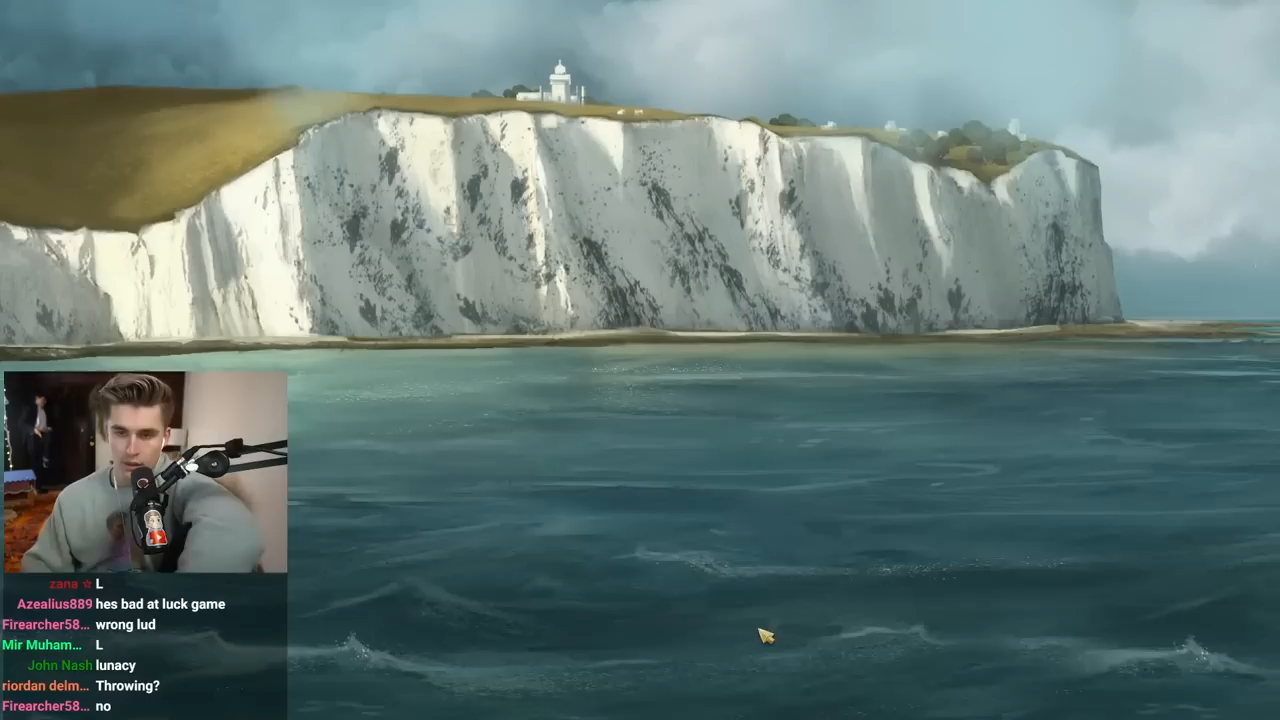 zana ☆ L
Azealius889 hes bad at luck game
Firearcher58... wrong lud
Mir Muham... L
John Nash lunacy
riordan delm... Throwing?
Firearcher58... no